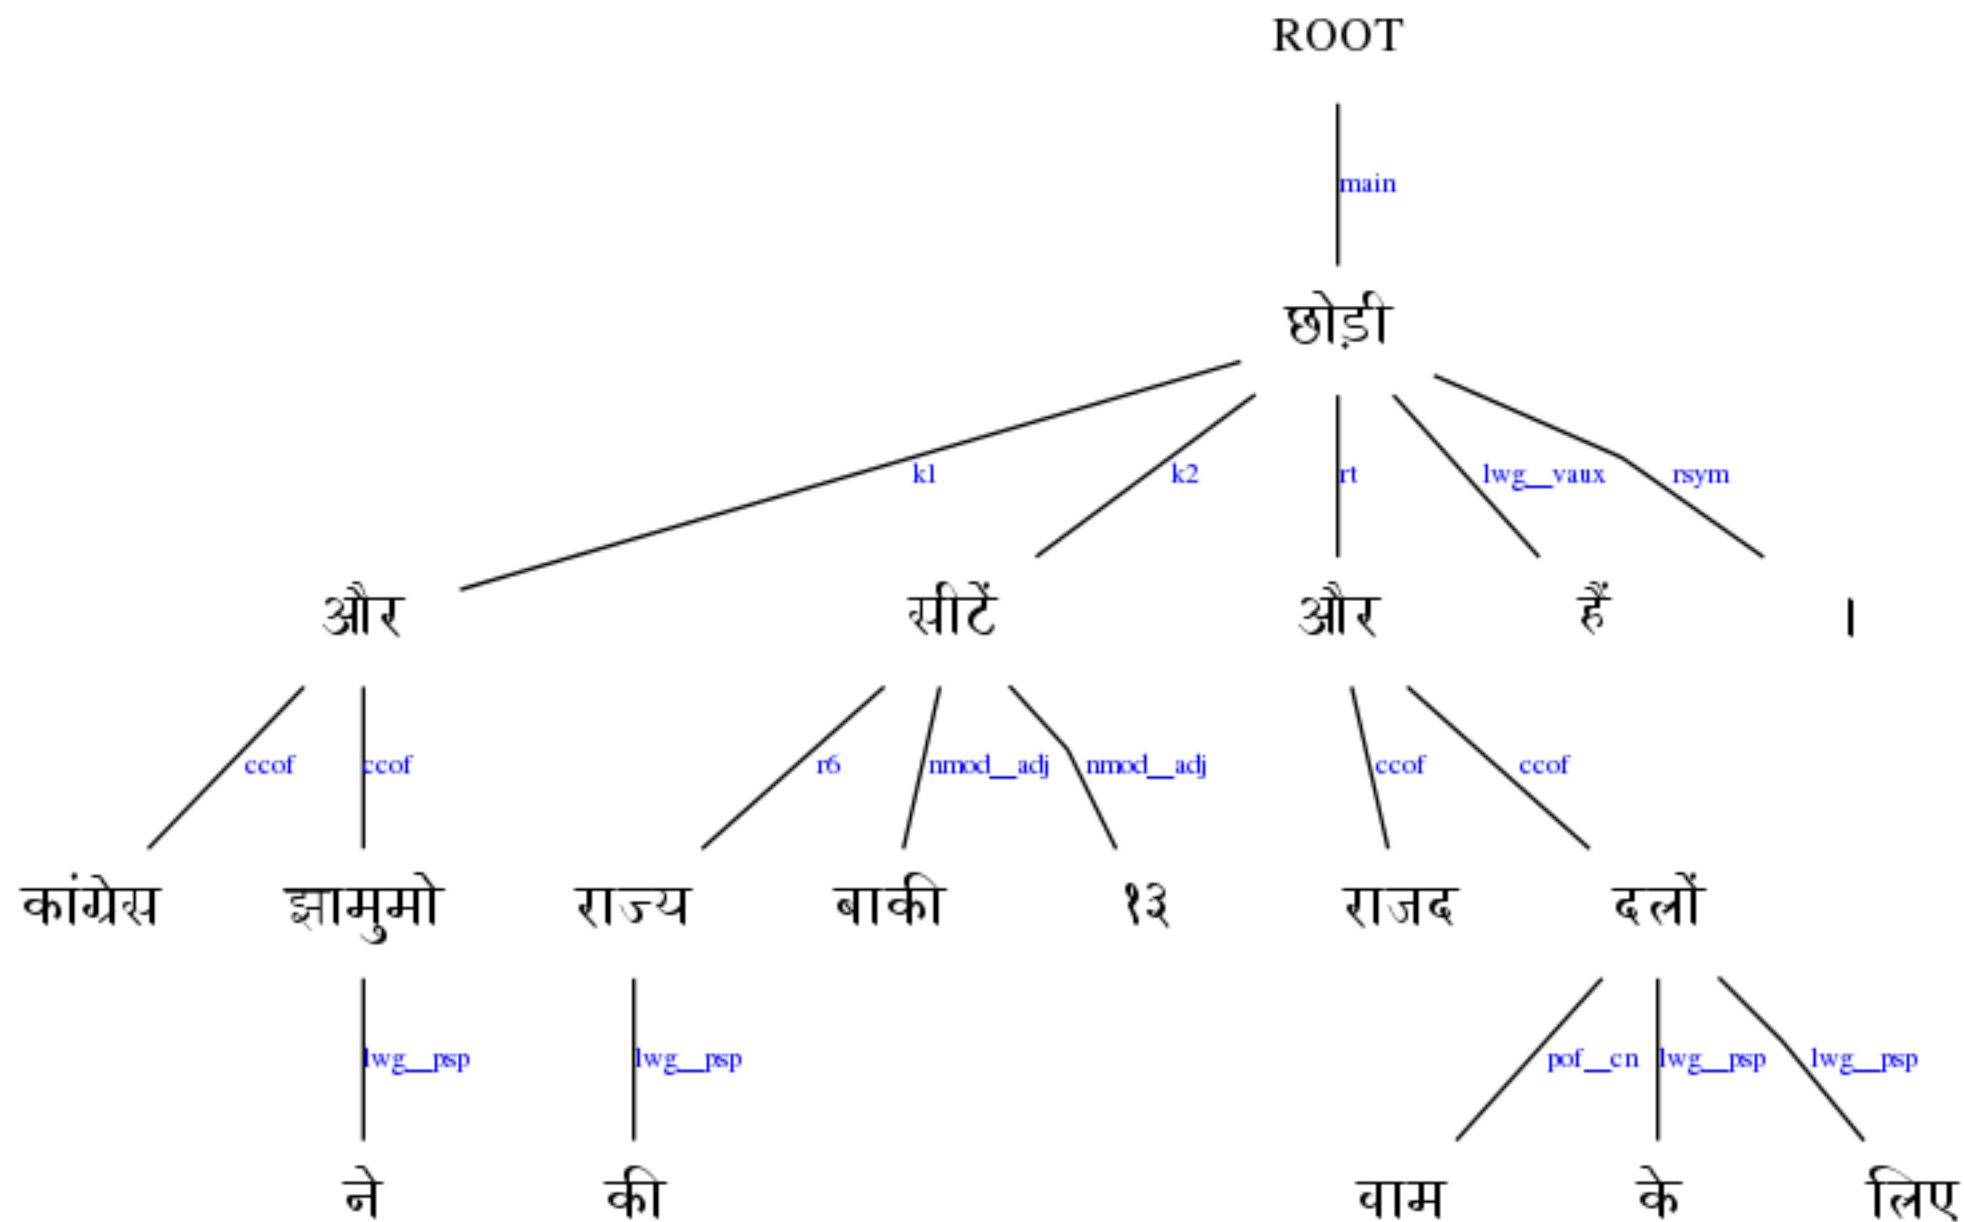 ROOT
main
छोड़ी
k1 k2 rt lwg__vaux rsym
और सीटें और हैं ।
ccof ccof r6 nmod__adj nmod__adj ccof ccof
कांग्रेस झामुमो राज्य बाकी १३ राजद दलों
lwg__psp lwg__psp pof__cn lwg__psp lwg__psp
ने की वाम के लिए